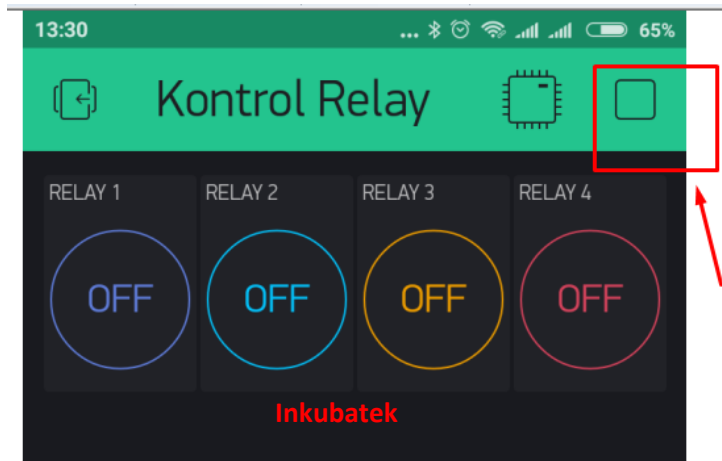 13:30 ... 65%
Kontrol Relay
RELAY 1 RELAY 2 RELAY 3 RELAY 4
OFF OFF OFF OFF
Inkubatek